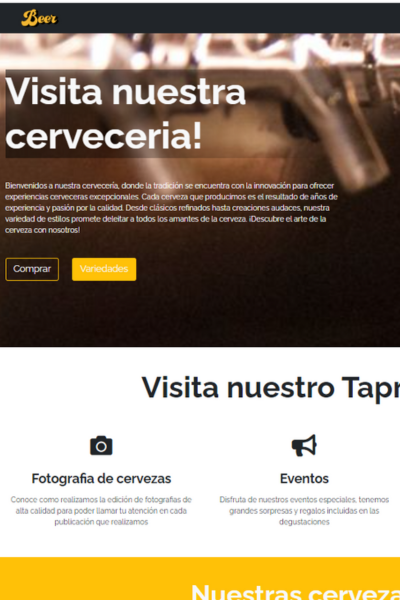 Beer
Visita nuestra
cerveceria!
Bienvenidos a nuestra cervecería, donde la tradición se encuentra con la innovación para ofrecer
experiencias cerveceras excepcionales. Cada cerveza que producimos es el resultado de años de
experiencia y pasión por la calidad. Desde clásicos refinados hasta creaciones audaces, nuestra
variedad de estilos promete deleitar a todos los amantes de la cerveza. ¡Descubre el arte de la
cerveza con nosotros!
Comprar
Variedades
Visita nuestro Tapr
Fotografia de cervezas
Conoce como realizamos la edición de fotografias de
alta calidad para poder llamar tu atención en cada
publicación que realizamos
Eventos
Disfruta de nuestros eventos especiales, tenemos
grandes sorpresas y regalos incluidas en las
degustaciones
Nuestras cerveza